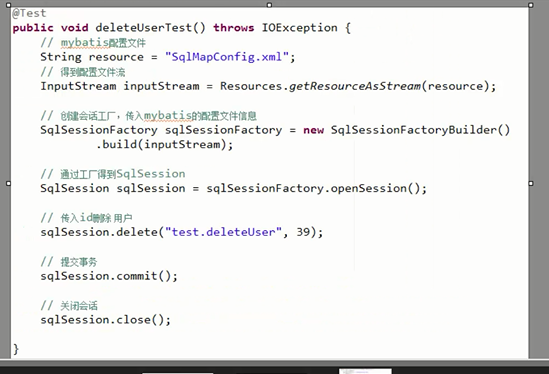 @Test
public void deleteUserTest() throws IOException {
// mybatis配置文件
String resource = "SqlMapConfig.xml";
// 得到配置文件流
InputStream inputStream = Resources.getResourceAsStream(resource);
// 创建会话工厂，传入mybatis的配置文件信息
SqlSessionFactory sqlSessionFactory = new SqlSessionFactoryBuilder()
.build(inputStream);
// 通过工厂得到SqlSession
SqlSession sqlSession = sqlSessionFactory.openSession();
// 传入id删除用户
sqlSession.delete("test.deleteUser", 39);
// 提交事务
sqlSession.commit();
// 关闭会话
sqlSession.close();
}